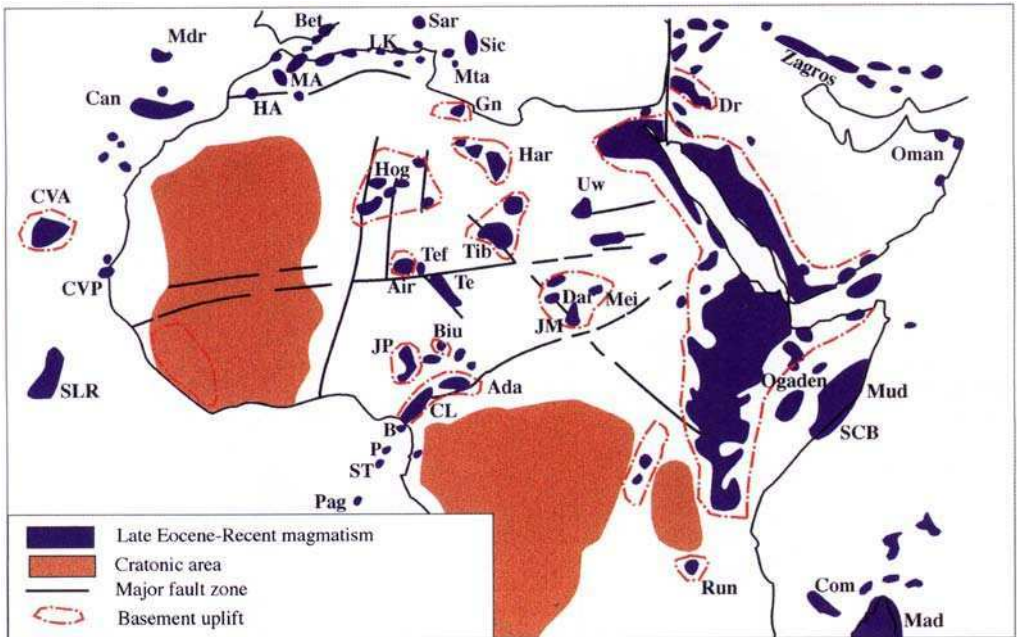 Bet
Sar
Mdr
LK
Sic
Zagros
MA
Mta
Can
HA
Gn
Dr
Har
Oman
Hog
Uw
CVA
Tib
Tef
Air
Te
CVP
Dar
Mei
JM
Biu
JP
Ogaden
Mud
SLR
Ada
CL
SCB
B
P
ST
Pag
Late Eocene-Recent magmatism
Cratonic area
Major fault zone
Basement uplift
Run
Com
Mad